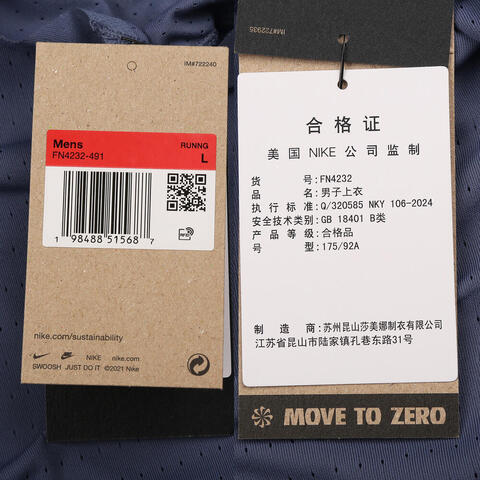 IM#722240
Mens
RUNNG
FN4232-491
L
1 98488 51568 7
RFID
nike.com/sustainability
NIKE nike.com
SWOOSH JUST DO IT ©2021 Nike
IM#722935
合格证
美国 NIKE 公司监制
货号:FN4232
品名:男子上衣
执行标准:Q/320585 NKY 106-2024
安全技术类别:GB 18401 B类
产品等级:合格品
号型:175/92A
制造商:苏州昆山莎美娜制衣有限公司
江苏省昆山市陆家镇孔巷东路31号
MOVE TO ZERO